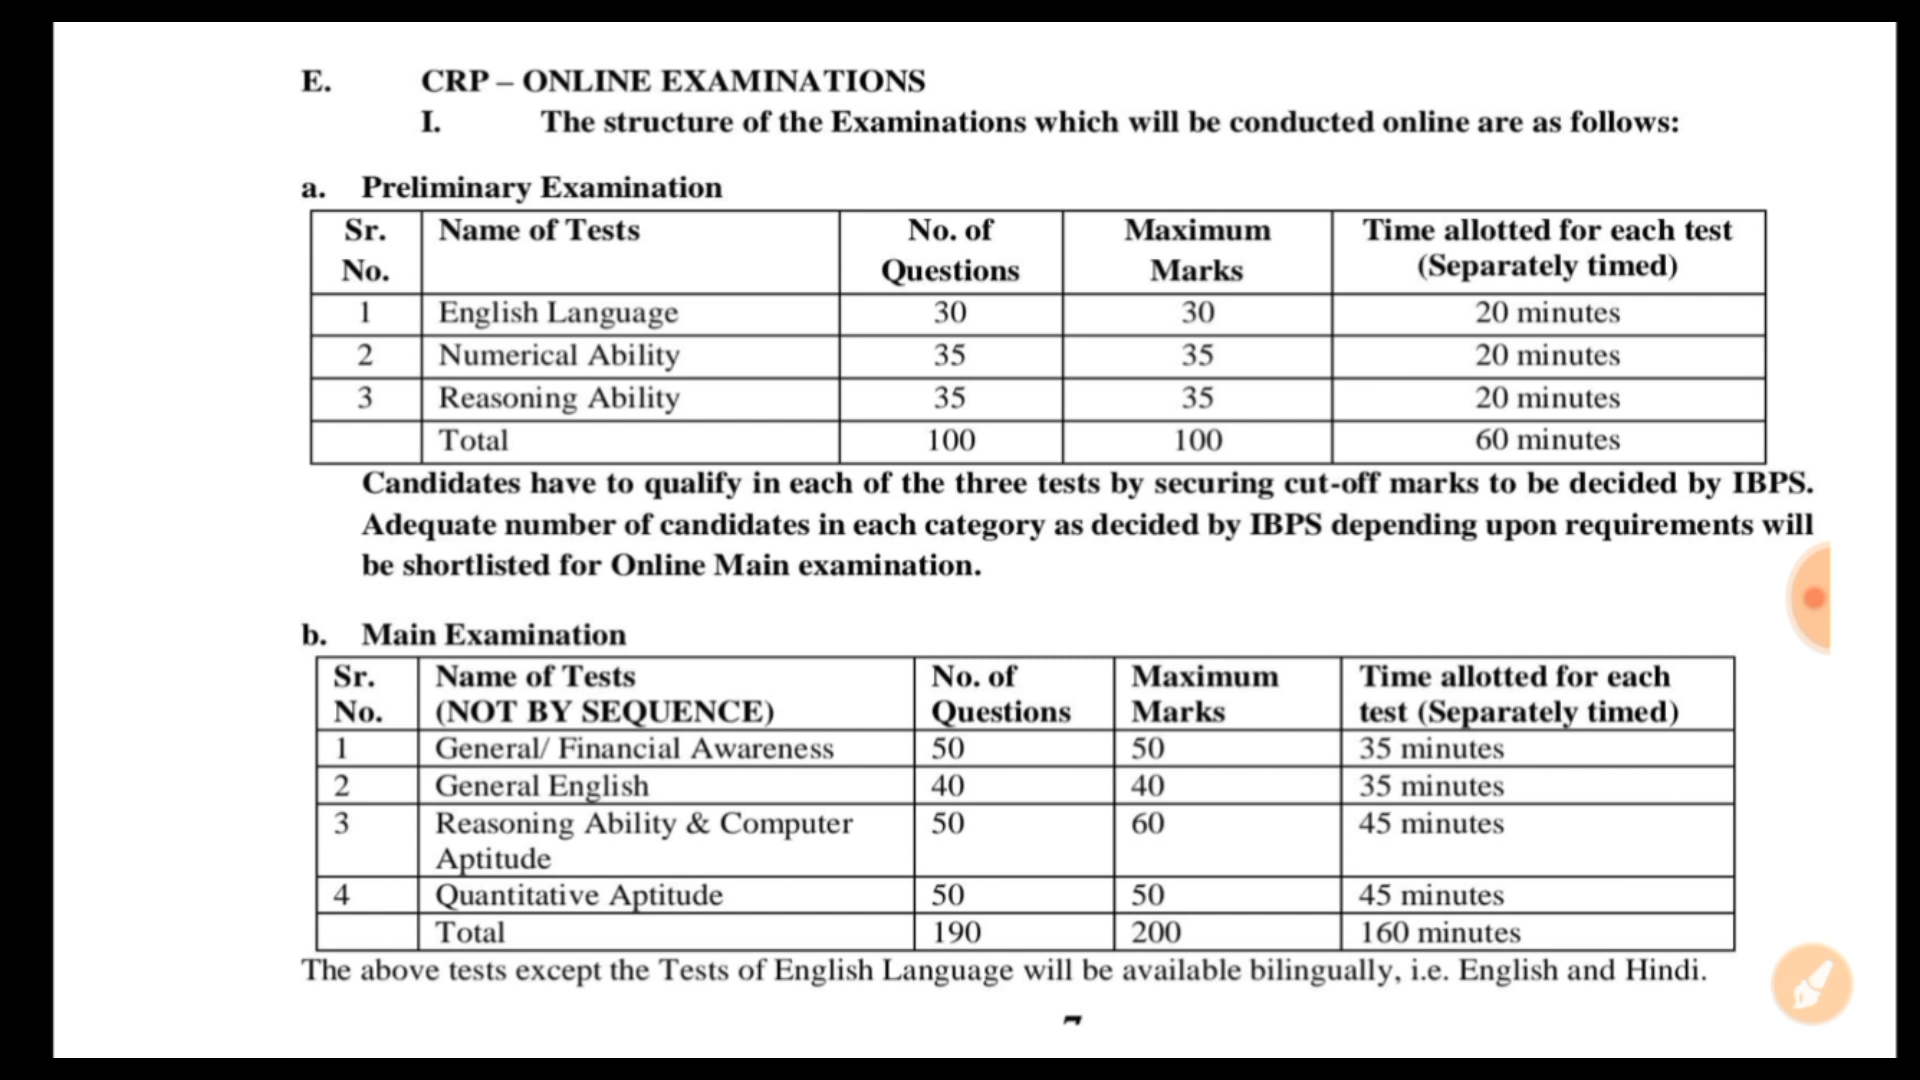 E. CRP – ONLINE EXAMINATIONS
I. The structure of the Examinations which will be conducted online are as follows:
a. Preliminary Examination
Sr. No. Name of Tests No. of Questions Maximum Marks Time allotted for each test (Separately timed)
1 English Language 30 30 20 minutes
2 Numerical Ability 35 35 20 minutes
3 Reasoning Ability 35 35 20 minutes
Total 100 100 60 minutes
Candidates have to qualify in each of the three tests by securing cut-off marks to be decided by IBPS.
Adequate number of candidates in each category as decided by IBPS depending upon requirements will
be shortlisted for Online Main examination.
b. Main Examination
Sr. No. Name of Tests (NOT BY SEQUENCE) No. of Questions Maximum Marks Time allotted for each test (Separately timed)
1 General/ Financial Awareness 50 50 35 minutes
2 General English 40 40 35 minutes
3 Reasoning Ability & Computer Aptitude 50 60 45 minutes
4 Quantitative Aptitude 50 50 45 minutes
Total 190 200 160 minutes
The above tests except the Tests of English Language will be available bilingually, i.e. English and Hindi.